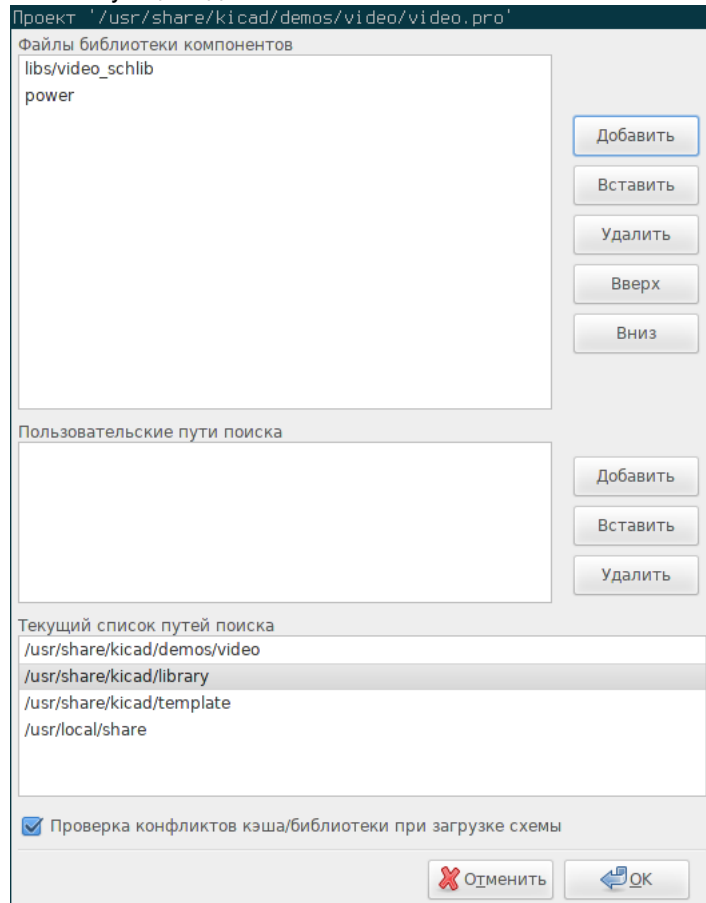 Проект '/usr/share/kicad/demos/video/video.pro'
Файлы библиотеки компонентов
libs/video_schlib
power
Добавить
Вставить
Удалить
Вверх
Вниз
Пользовательские пути поиска
Добавить
Вставить
Удалить
Текущий список путей поиска
/usr/share/kicad/demos/video
/usr/share/kicad/library
/usr/share/kicad/template
/usr/local/share
Проверка конфликтов кэша/библиотеки при загрузке схемы
Отменить OK